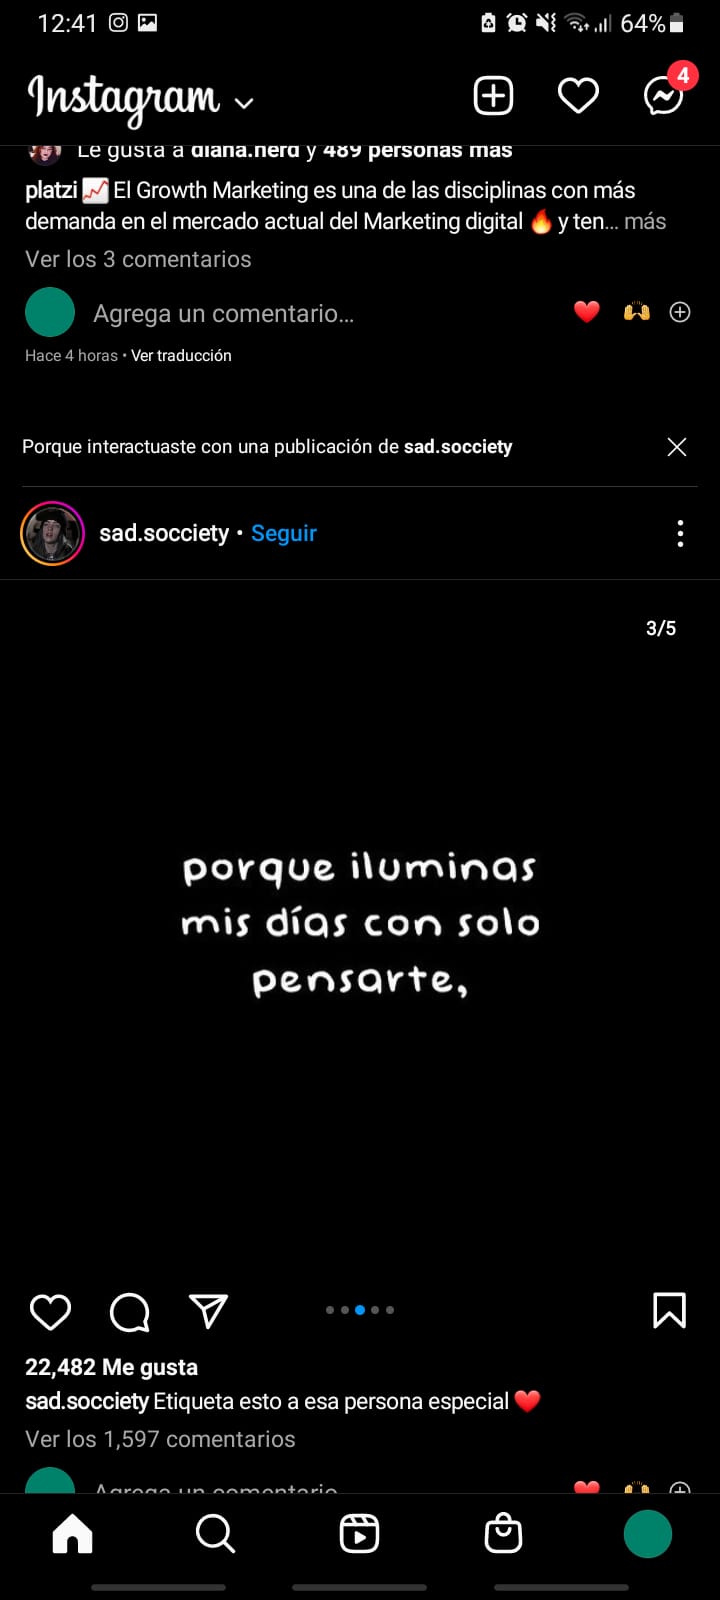 12:41
64%
Instagram
4
Le gusta a diana.nerd y 489 personas más
platzi 📈 El Growth Marketing es una de las disciplinas con más
demanda en el mercado actual del Marketing digital 🔥 y ten... más
Ver los 3 comentarios
Agrega un comentario...
Hace 4 horas • Ver traducción
Porque interactuaste con una publicación de sad.socciety
sad.socciety • Seguir
3/5
porque iluminas
mis días con solo
pensarte,
22,482 Me gusta
sad.socciety Etiqueta esto a esa persona especial ❤️
Ver los 1,597 comentarios
Agrega un comentario